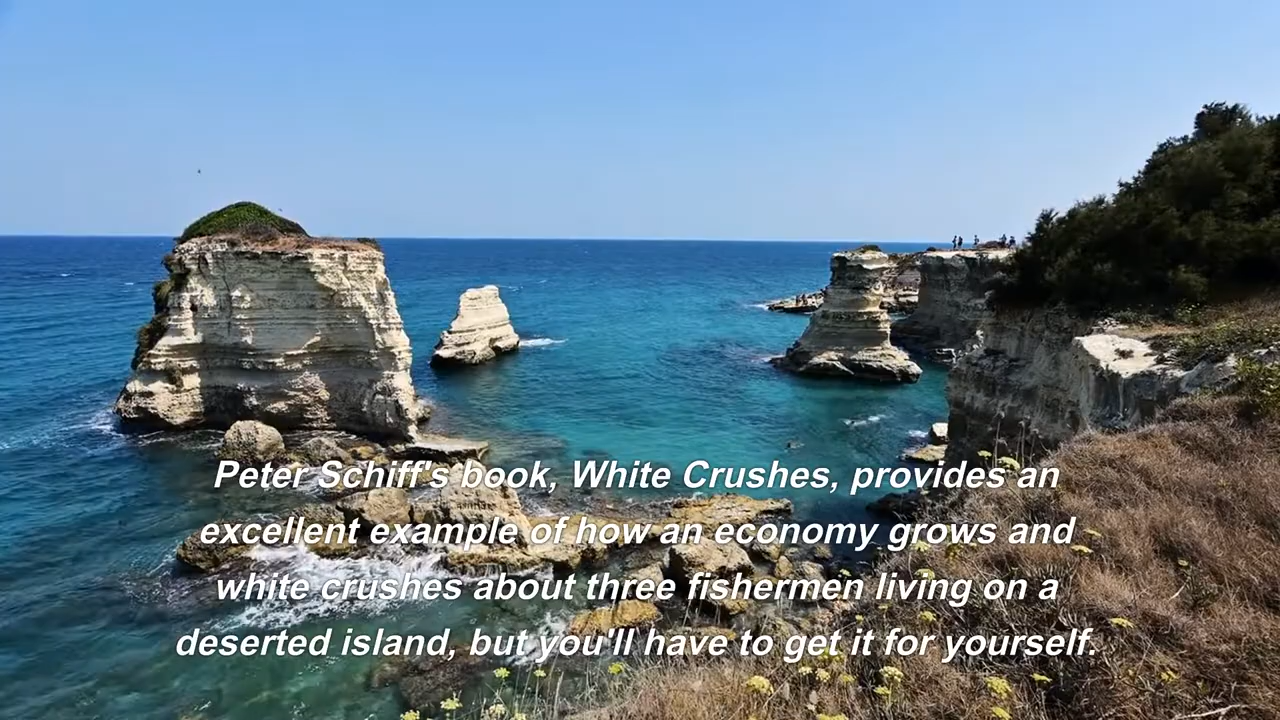 Peter Schiff's book, White Crushes, provides an
excellent example of how an economy grows and
white crushes about three fishermen living on a
deserted island, but you'll have to get it for yourself.